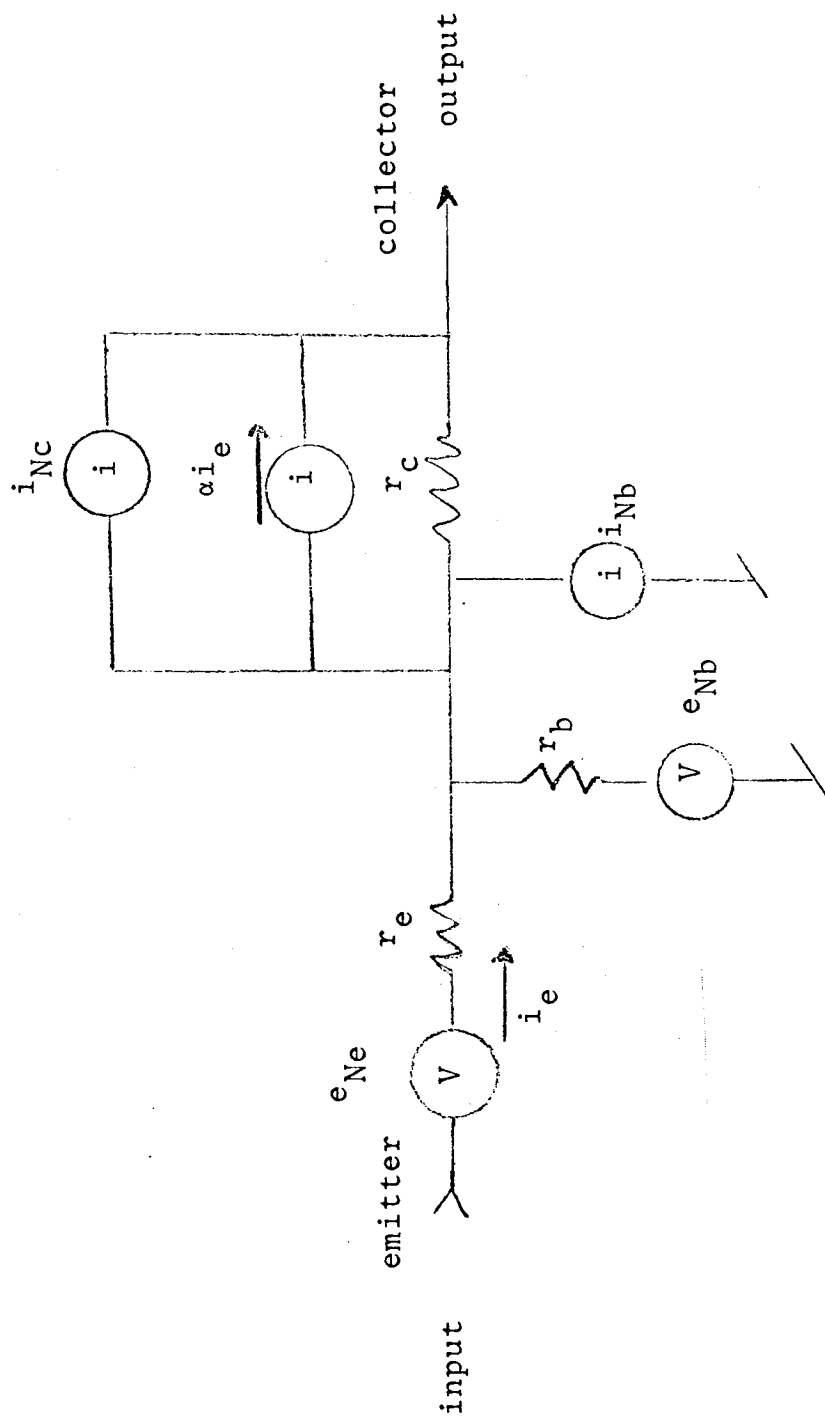 i_Nc
i
αi_e
i
r_c
collector
output
i
i_Nb
e_Nb
r_b
V
r_e
i_e
e_Ne
V
emitter
input